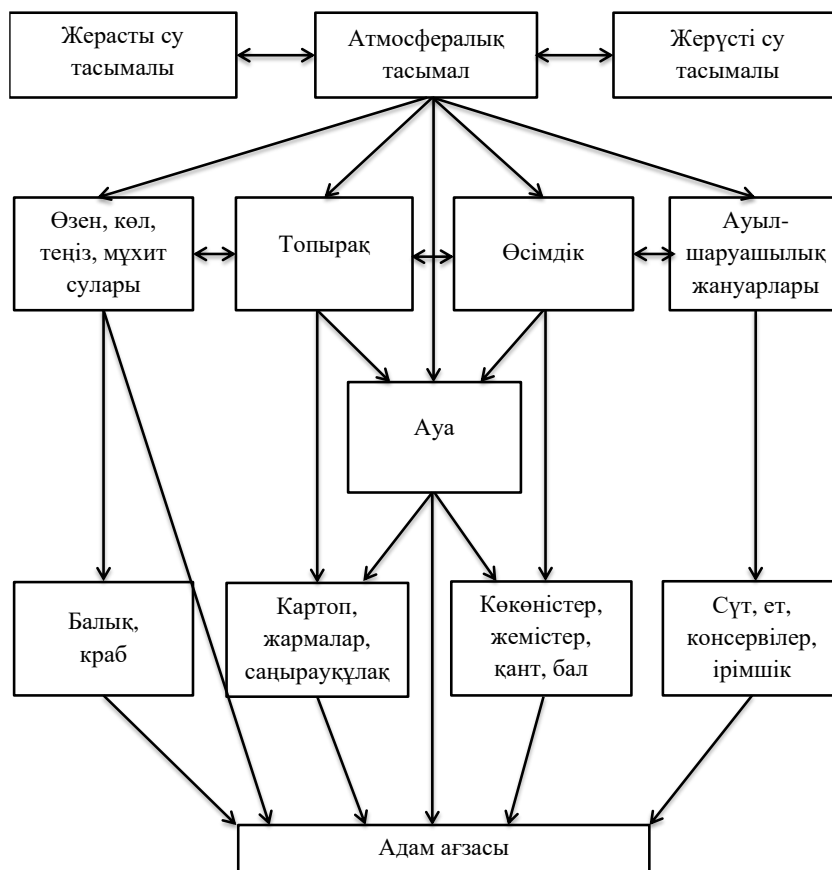 Жерасты су
тасымалы
Атмосфералық
тасымал
Жерүсті су
тасымалы
Өзен, көл,
теңіз, мұхит
сулары
Топырақ
Өсімдік
Ауыл-
шаруашылық
жануарлары
Ауа
Балық,
краб
Картоп,
жармалар,
саңырауқұлақ
Көкөністер,
жемістер,
қант, бал
Сүт, ет,
консервілер,
ірімшік
Адам ағзасы